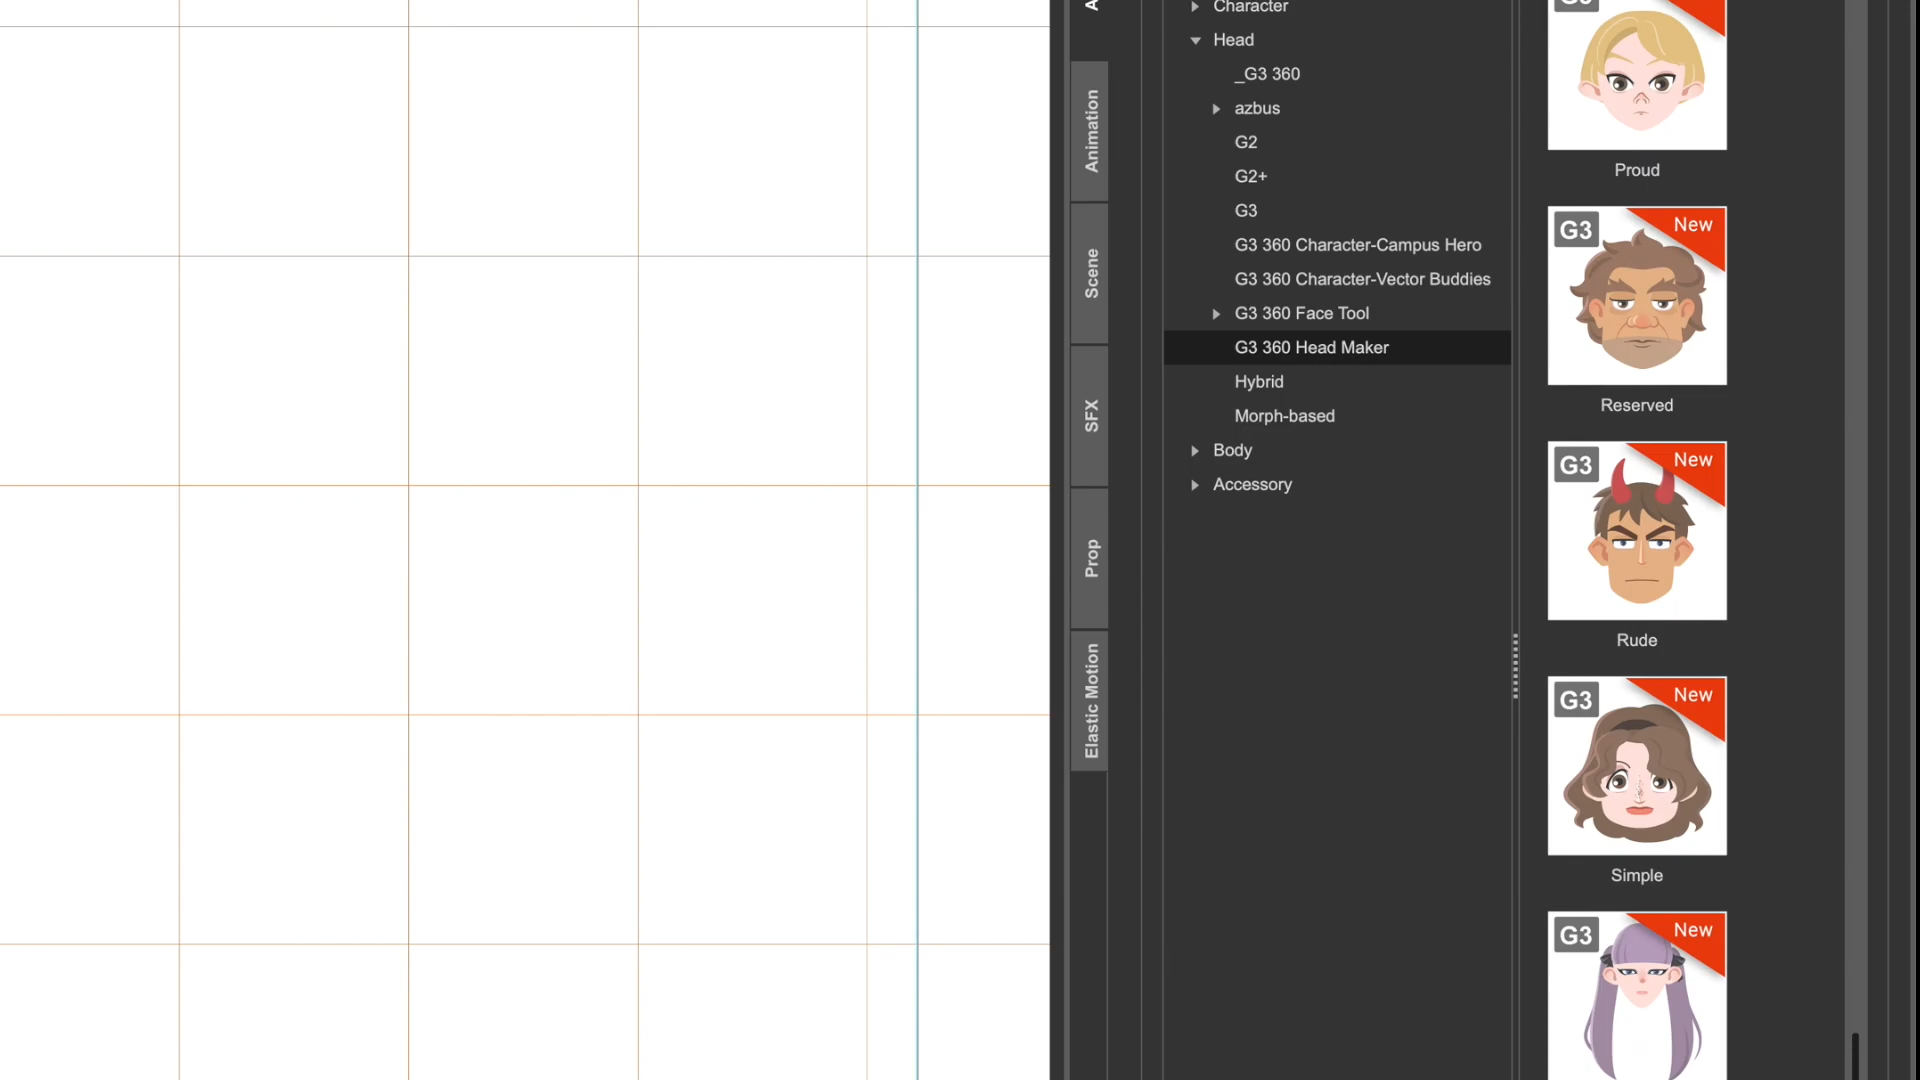 Animation
Scene
SFX
Prop
Elastic Motion
Character
Head
_G3 360
azbus
G2
G2+
G3
G3 360 Character-Campus Hero
G3 360 Character-Vector Buddies
G3 360 Face Tool
G3 360 Head Maker
Hybrid
Morph-based
Body
Accessory
Proud
G3
New
Reserved
G3
New
Rude
G3
New
Simple
G3
New